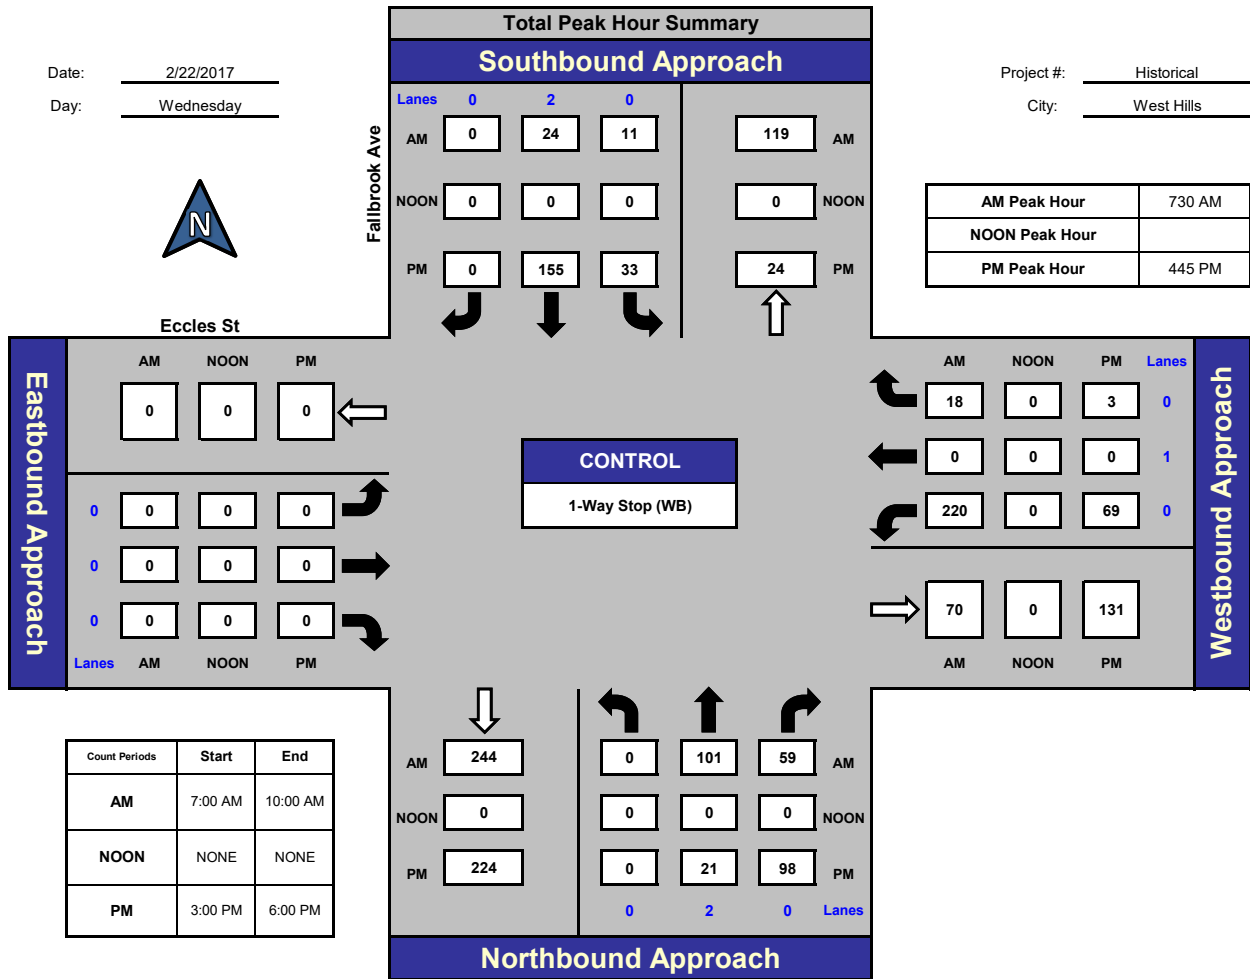 Total Peak Hour Summary
Southbound Approach
Date: 2/22/2017
Day: Wednesday
Project #: Historical
City: West Hills
N
Fallbrook Ave
Lanes 0 2 0
AM 0 24 11 119 AM
NOON 0 0 0 0 NOON
PM 0 155 33 24 PM
AM Peak Hour 730 AM
NOON Peak Hour
PM Peak Hour 445 PM
Eccles St
Eastbound Approach
AM NOON PM
0 0 0
0 0 0 0
0 0 0 0
0 0 0 0
Lanes AM NOON PM
CONTROL
1-Way Stop (WB)
AM NOON PM Lanes
18 0 3 0
0 0 0 1
220 0 69 0
70 0 131
AM NOON PM
Westbound Approach
Count Periods Start End
AM 7:00 AM 10:00 AM
NOON NONE NONE
PM 3:00 PM 6:00 PM
AM 244 0 101 59 AM
NOON 0 0 0 0 NOON
PM 224 0 21 98 PM
0 2 0 Lanes
Northbound Approach